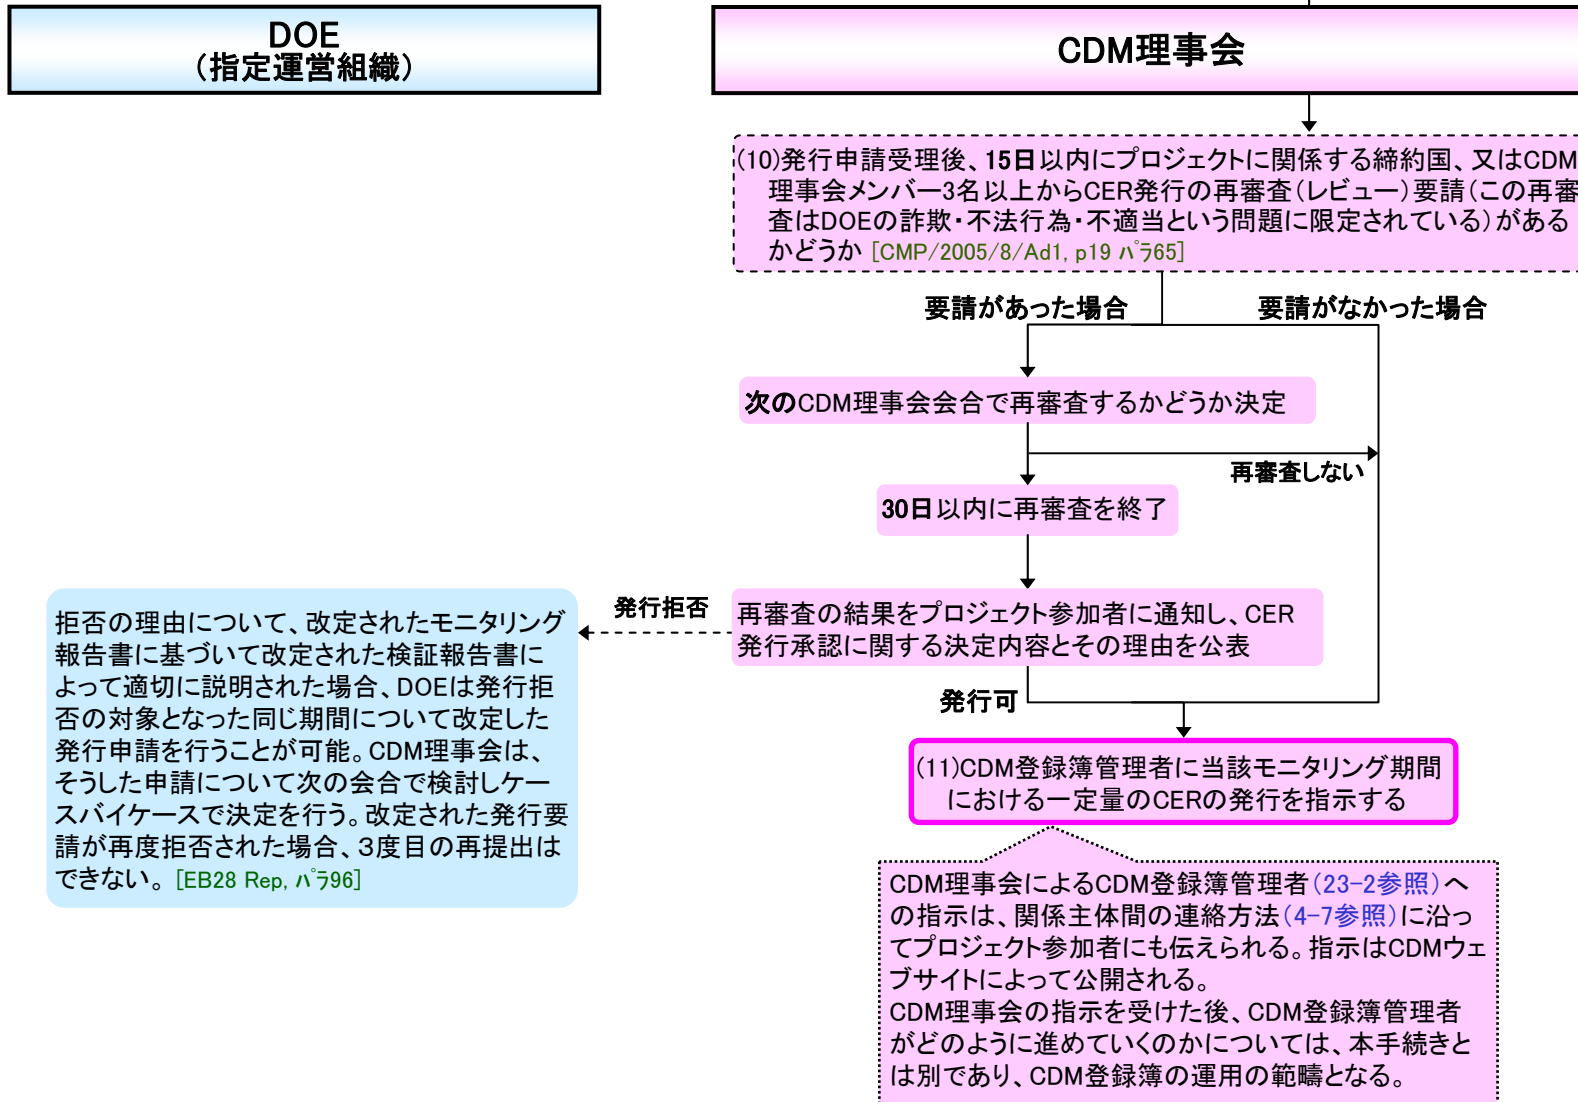 DOE
(指定運営組織)
CDM理事会
(10)発行申請受理後、15日以内にプロジェクトに関係する締約国、又はCDM
理事会メンバー3名以上からCER発行の再審査(レビュー)要請(この再審
査はDOEの詐欺・不法行為・不適当という問題に限定されている)がある
かどうか [CMP/2005/8/Ad1, p19 ﾊﾟﾗ65]
要請があった場合
要請がなかった場合
次のCDM理事会会合で再審査するかどうか決定
再審査しない
30日以内に再審査を終了
発行拒否
再審査の結果をプロジェクト参加者に通知し、CER
発行承認に関する決定内容とその理由を公表
拒否の理由について、改定されたモニタリング
報告書に基づいて改定された検証報告書に
よって適切に説明された場合、DOEは発行拒
否の対象となった同じ期間について改定した
発行申請を行うことが可能。CDM理事会は、
そうした申請について次の会合で検討しケー
スバイケースで決定を行う。改定された発行要
請が再度拒否された場合、3度目の再提出は
できない。 [EB28 Rep, ﾊﾟﾗ96]
発行可
(11)CDM登録簿管理者に当該モニタリング期間
における一定量のCERの発行を指示する
CDM理事会によるCDM登録簿管理者(23-2参照)へ
の指示は、関係主体間の連絡方法(4-7参照)に沿っ
てプロジェクト参加者にも伝えられる。指示はCDMウェ
ブサイトによって公開される。
CDM理事会の指示を受けた後、CDM登録簿管理者
がどのように進めていくのかについては、本手続きと
は別であり、CDM登録簿の運用の範疇となる。